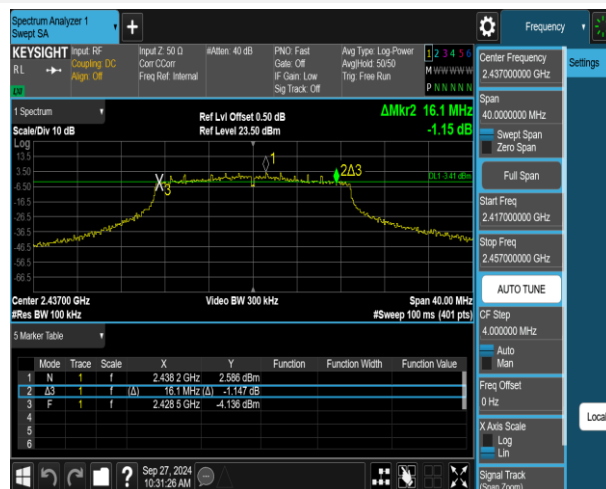 Spectrum Analyzer 1
Swept SA
Frequency
KEYSIGHT
Input: RF
Coupling: DC
Align: Off
Input Z: 50 Ω
Corr CCorr
Freq Ref: Internal
#Atten: 40 dB
PNO: Fast
Gate: Off
IF Gain: Low
Sig Track: Off
Avg Type: Log-Power
Avg|Hold: 50/50
Trig: Free Run
1 2 3 4 5 6
M W W W W W
P N N N N N
RL
1 Spectrum
Scale/Div 10 dB
Ref Lvl Offset 0.50 dB
Ref Level 23.50 dBm
ΔMkr2 16.1 MHz
-1.15 dB
Log
13.5
3.50
-6.50
-16.5
-26.5
-36.5
-46.5
-56.5
-66.5
1
2Δ3
3
DL1 -3.41 dBm
Center 2.43700 GHz
#Res BW 100 kHz
Video BW 300 kHz
Span 40.00 MHz
#Sweep 100 ms (401 pts)
5 Marker Table
Mode Trace Scale X Y Function Function Width Function Value
1 N 1 f 2.438 2 GHz 2.586 dBm
2 Δ3 1 f (Δ) 16.1 MHz (Δ) -1.147 dB
3 F 1 f 2.428 5 GHz -4.136 dBm
4
5
6
Sep 27, 2024
10:31:26 AM
Center Frequency
2.437000000 GHz
Span
40.0000000 MHz
Swept Span
Zero Span
Full Span
Start Freq
2.417000000 GHz
Stop Freq
2.457000000 GHz
AUTO TUNE
CF Step
4.000000 MHz
Auto
Man
Freq Offset
0 Hz
X Axis Scale
Log
Lin
Signal Track
(Span Zoom)
Settings
Local